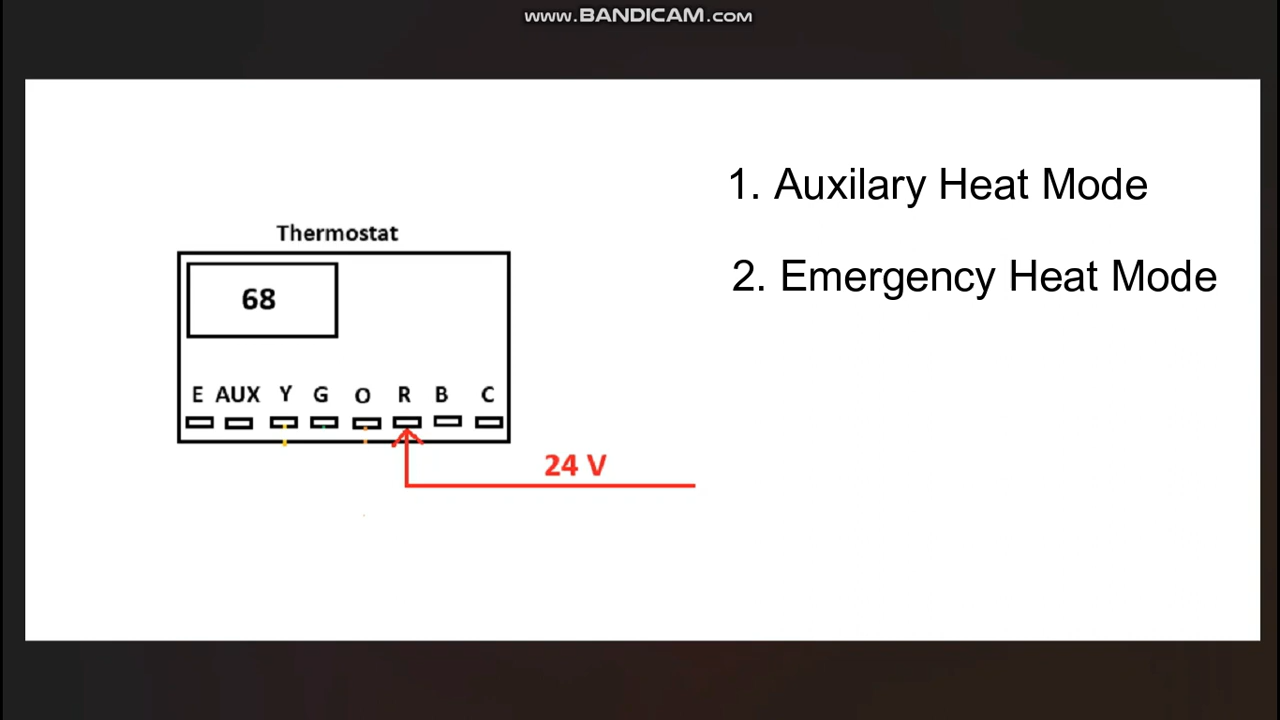 www.BANDICAM.com
1. Auxilary Heat Mode
2. Emergency Heat Mode
Thermostat
68
E AUX Y G O R B C
24 V